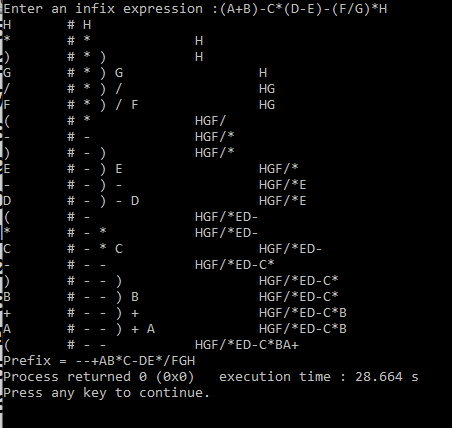 Enter an infix expression :(A+B)-C*(D-E)-(F/G)*H
H # H
* # * H
) # * ) H
G # * ) G H
/ # * ) / HG
F # * ) / F HG
( # * HGF/
- # - HGF/*
) # - ) HGF/*
E # - ) E HGF/*
- # - ) - HGF/*E
D # - ) - D HGF/*E
( # - HGF/*ED-
* # - * HGF/*ED-
C # - * C HGF/*ED-
- # - - HGF/*ED-C*
) # - - ) HGF/*ED-C*
B # - - ) B HGF/*ED-C*
+ # - - ) + HGF/*ED-C*B
A # - - ) + A HGF/*ED-C*B
( # - - HGF/*ED-C*BA+
Prefix = --+AB*C-DE*/FGH
Process returned 0 (0x0) execution time : 28.664 s
Press any key to continue.